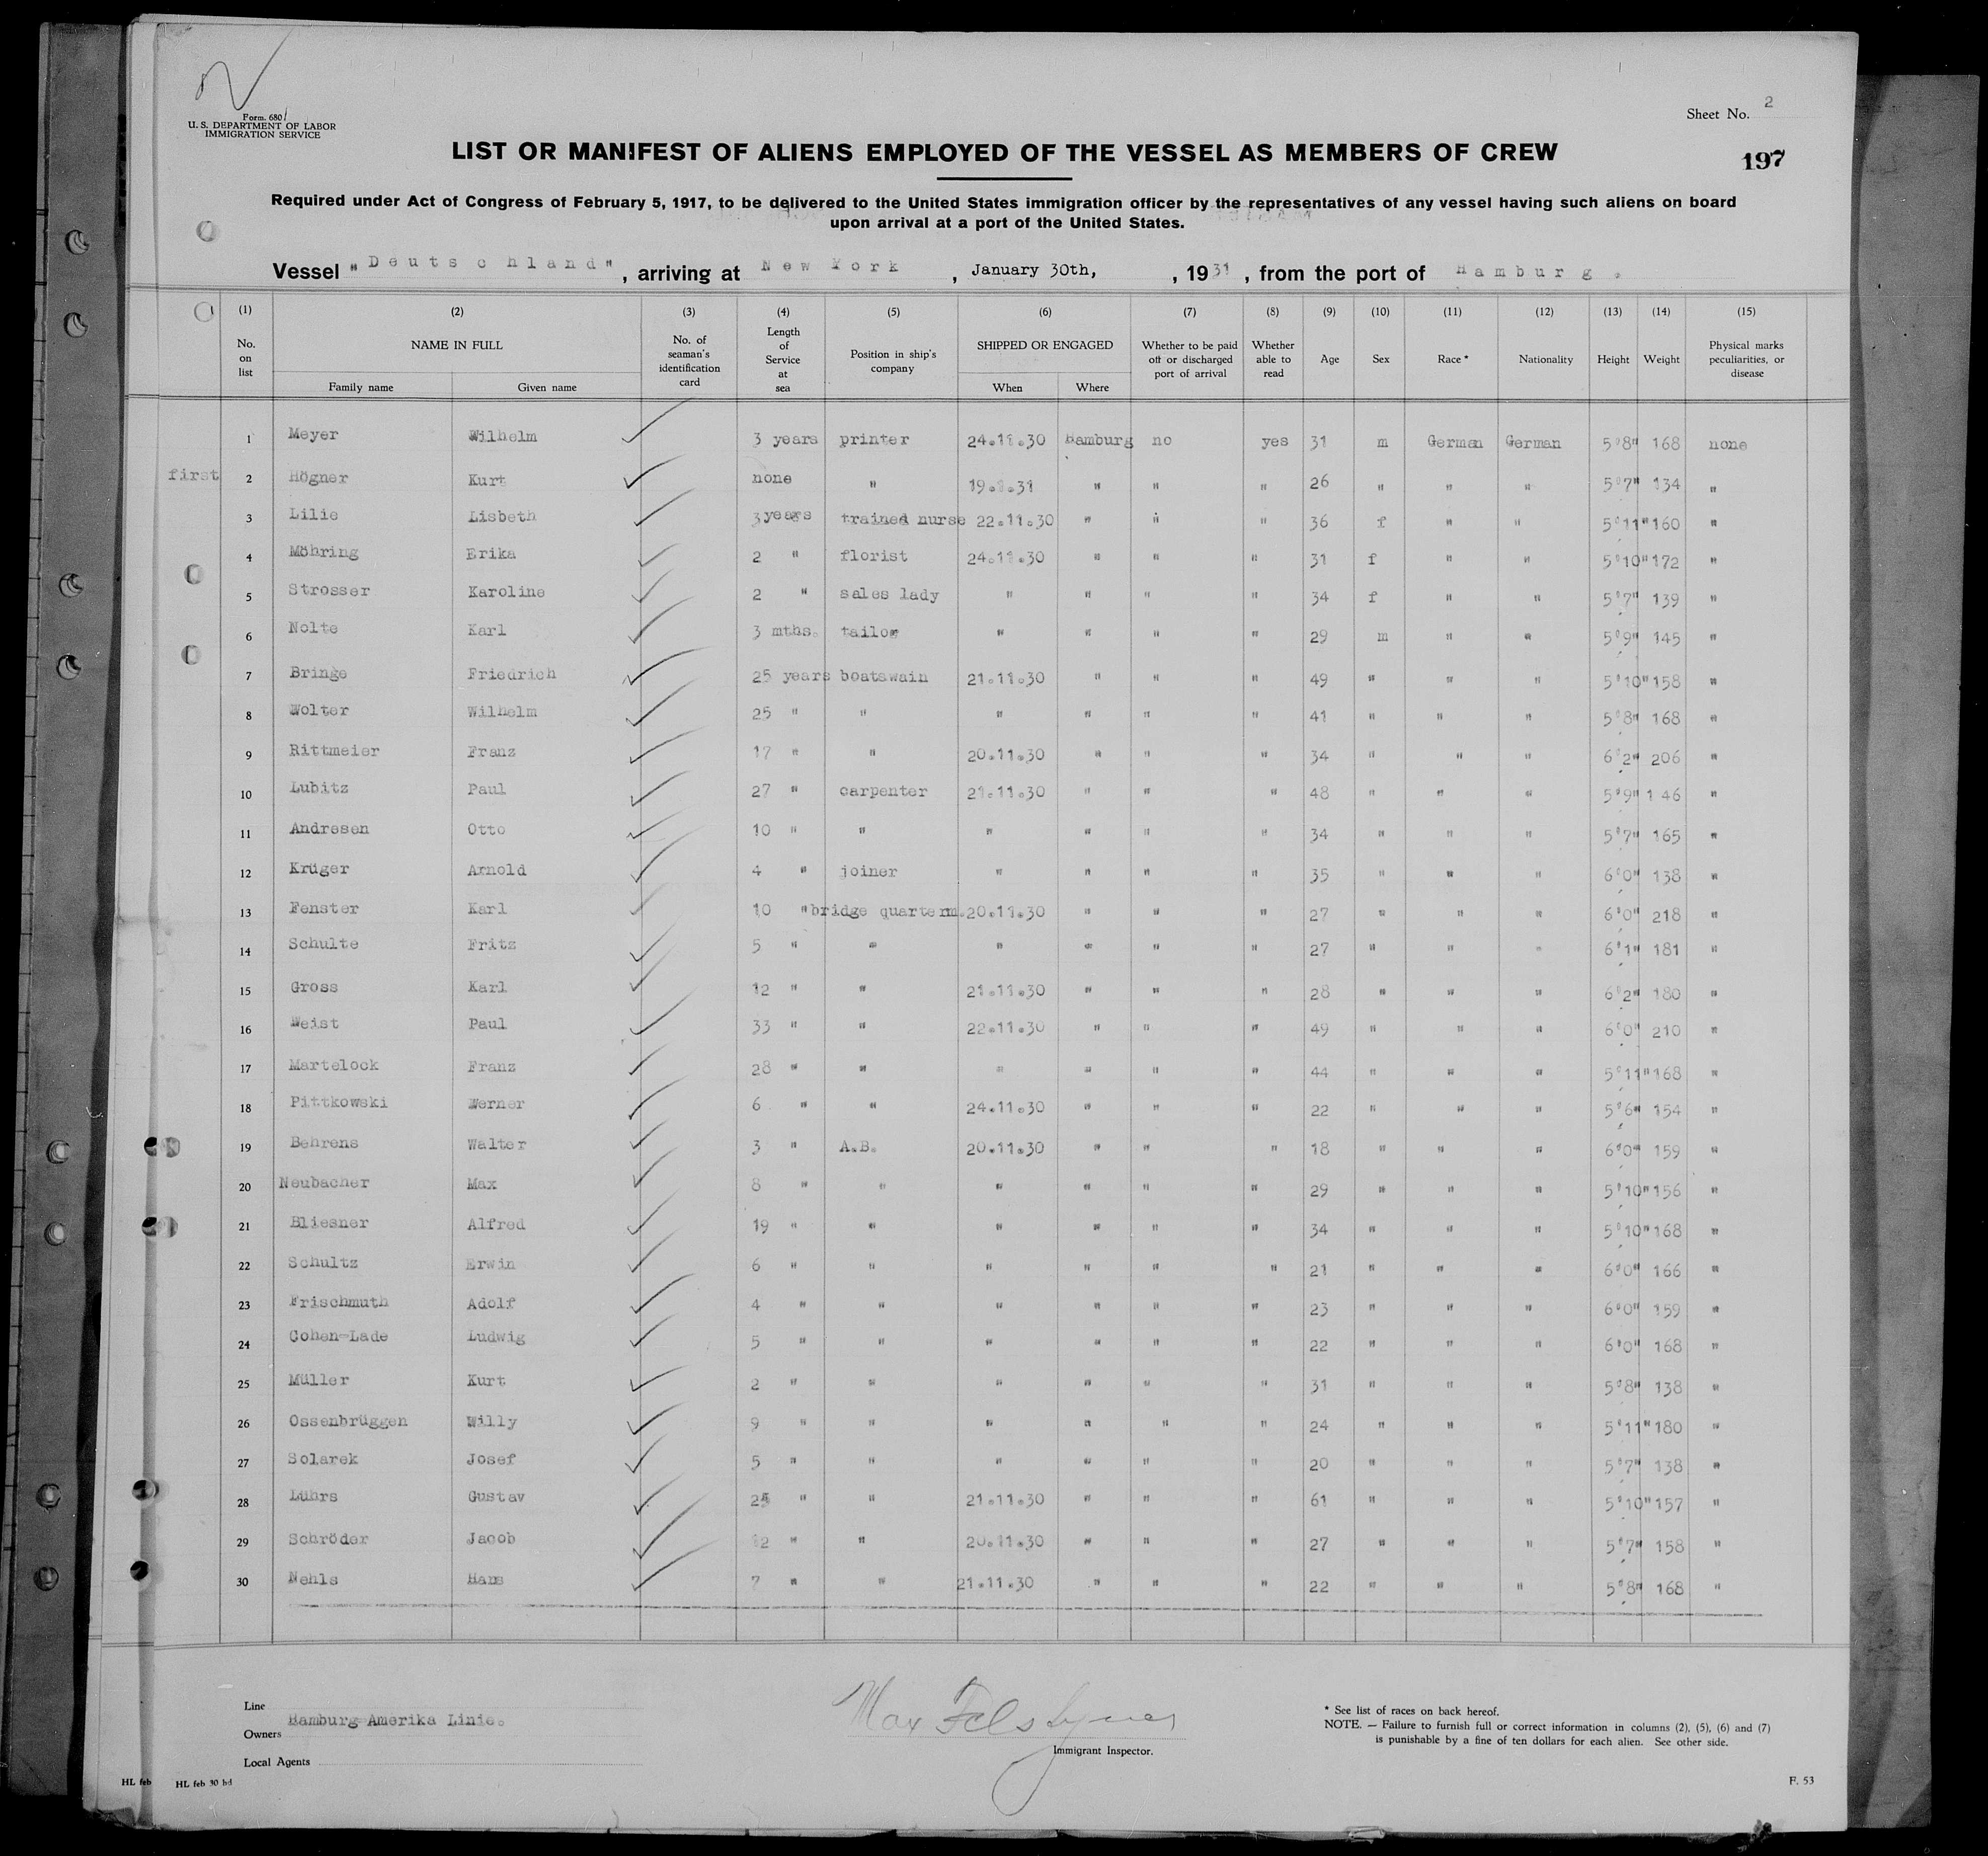 Form. 680
U. S. DEPARTMENT OF LABOR
IMMIGRATION SERVICE
Sheet No. 2
LIST OR MANIFEST OF ALIENS EMPLOYED OF THE VESSEL AS MEMBERS OF CREW
197
Required under Act of Congress of February 5, 1917, to be delivered to the United States immigration officer by the representatives of any vessel having such aliens on board
upon arrival at a port of the United States.
Vessel "Deutschland", arriving at New York, January 30th, , 1931, from the port of Hamburg.
(1) (2) (3) (4) (5) (6) (7) (8) (9) (10) (11) (12) (13) (14) (15)
No. on list NAME IN FULL Family name Given name No. of seaman's identification card Length of Service at sea Position in ship's company SHIPPED OR ENGAGED When Where Whether to be paid off or discharged port of arrival Whether able to read Age Sex Race * Nationality Height Weight Physical marks peculiarities, or disease
1 Meyer Wilhelm 3 years printer 24.11.30 Hamburg no yes 31 m German German 5'8" 168 none
first 2 Högner Kurt none " 19.1.31 " " " 26 " " " 5'7" 134 "
3 Lilie Lisbeth 3 years trained nurse 22.11.30 " " " 36 f " " 5'11" 160 "
4 Möhring Erika 2 " florist 24.11.30 " " " 31 f " " 5'10" 172 "
5 Strosser Karoline 2 " sales lady " " " " 34 f " " 5'7" 139 "
6 Nolte Karl 3 mths. tailor " " " " 29 m " " 5'9" 145 "
7 Bringe Friedrich 25 years boatswain 21.11.30 " " " 49 " " " 5'10" 158 "
8 Wolter Wilhelm 25 " " " " " " 41 " " " 5'8" 168 "
9 Rittmeier Franz 17 " " 20.11.30 " " " 34 " " " 6'2" 206 "
10 Lubitz Paul 27 " carpenter 21.11.30 " " " 48 " " " 5'9" 146 "
11 Andresen Otto 10 " " " " " " 34 " " " 5'7" 165 "
12 Krüger Arnold 4 " joiner " " " " 35 " " " 6'0" 138 "
13 Fenster Karl 10 " bridge quarterm. 20.11.30 " " " 27 " " " 6'0" 218 "
14 Schulte Fritz 5 " " " " " " 27 " " " 6'1" 181 "
15 Gross Karl 12 " " 21.11.30 " " " 28 " " " 6'2" 180 "
16 Weist Paul 33 " " 22.11.30 " " " 49 " " " 6'0" 210 "
17 Martelock Franz 28 " " " " " " 44 " " " 5'11" 168 "
18 Pittkowski Werner 6 " " 24.11.30 " " " 22 " " " 5'6" 154 "
19 Behrens Walter 3 " A.B. 20.11.30 " " " 18 " " " 6'0" 159 "
20 Neubacher Max 8 " " " " " " 29 " " " 5'10" 156 "
21 Bliesner Alfred 19 " " " " " " 34 " " " 5'10" 168 "
22 Schultz Erwin 6 " " " " " " 21 " " " 6'0" 166 "
23 Frischmuth Adolf 4 " " " " " " 23 " " " 6'0" 159 "
24 Cohen-Lade Ludwig 5 " " " " " " 22 " " " 6'0" 168 "
25 Müller Kurt 2 " " " " " " 31 " " " 5'8" 138 "
26 Ossenbrüggen Willy 9 " " " " " " 24 " " " 5'11" 180 "
27 Solarek Josef 5 " " " " " " 20 " " " 5'7" 138 "
28 Lührs Gustav " " 21.11.30 " " " 61 " " " 5'10" 157 "
29 Schröder Jacob 12 " " 20.11.30 " " " 27 " " " 5'7" 158 "
30 Nehls Hans 7 " " 21.11.30 " " " 22 " " " 5'8" 168 "
Line
Owners Hamburg-Amerika Linie.
Local Agents
Max
Immigrant Inspector.
* See list of races on back hereof.
NOTE. — Failure to furnish full or correct information in columns (2), (5), (6) and (7)
is punishable by a fine of ten dollars for each alien. See other side.
HL feb HL feb 30 bd
F. 53